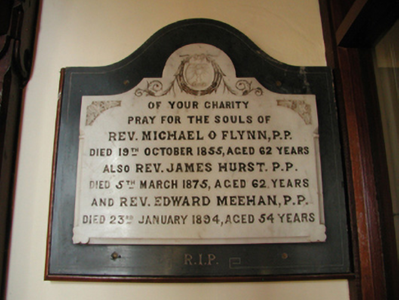 OF YOUR CHARITY
PRAY FOR THE SOULS OF
REV. MICHAEL O FLYNN, P.P.
DIED 19TH OCTOBER 1855, AGED 62 YEARS
ALSO REV. JAMES HURST. P.P.
DIED 5TH MARCH 1875, AGED 62 YEARS
AND REV. EDWARD MEEHAN, P.P.
DIED 23RD JANUARY 1894, AGED 54 YEARS
R.I.P.